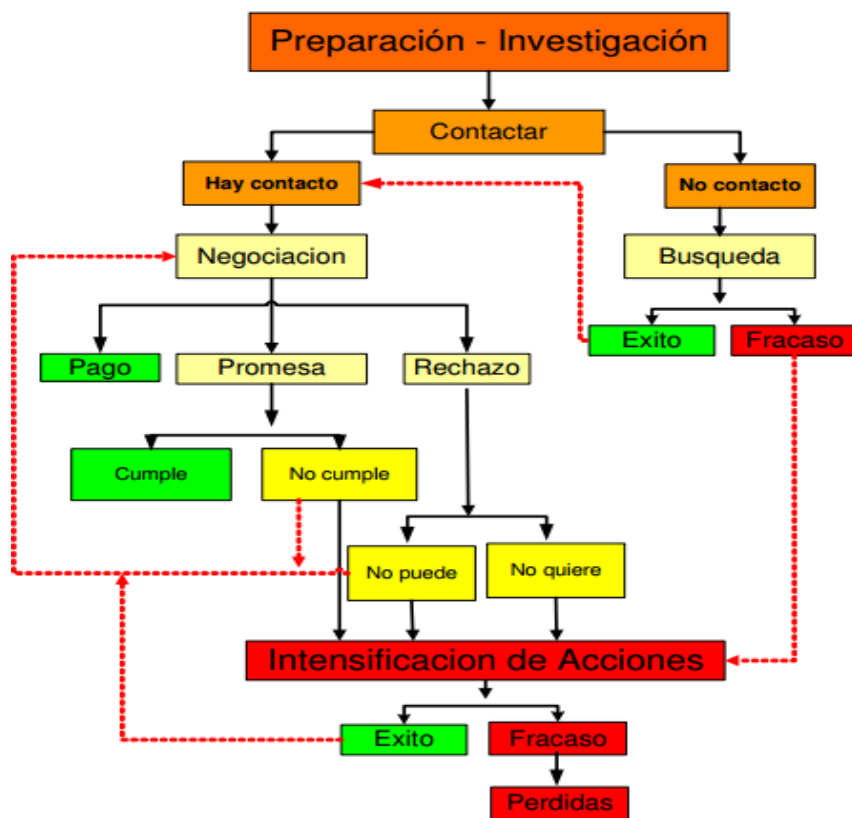 Preparación - Investigación
Contactar
Hay contacto
No contacto
Negociacion
Busqueda
Exito
Fracaso
Pago
Promesa
Rechazo
Cumple
No cumple
No puede
No quiere
Intensificacion de Acciones
Exito
Fracaso
Perdidas